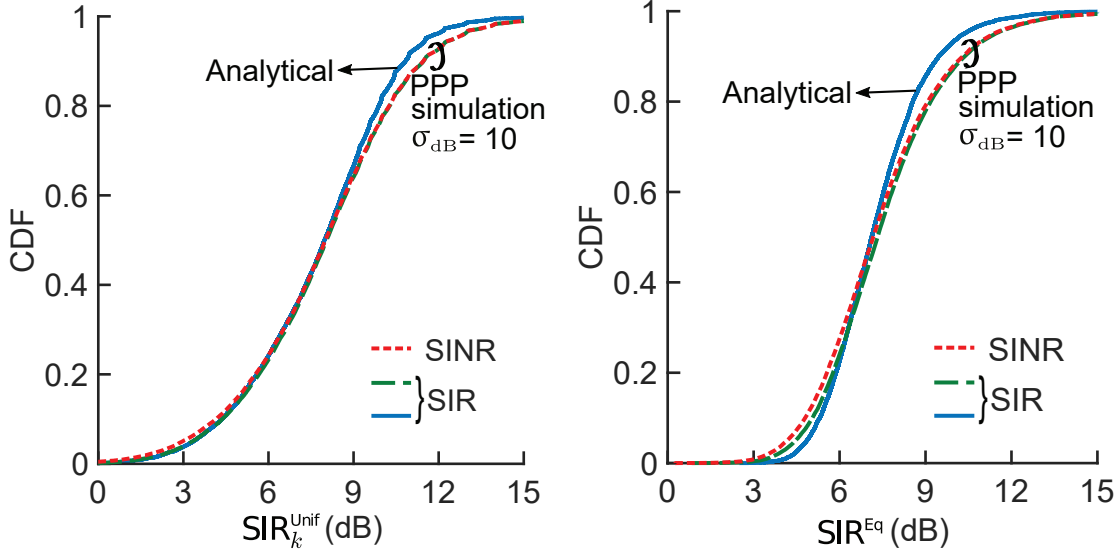 1
0.8
0.6
0.4
0.2
0
CDF
Analytical
PPP
simulation
σdB = 10
SINR
SIR
0 3 6 9 12 15
SIR_k^Unif (dB)
1
0.8
0.6
0.4
0.2
0
CDF
Analytical
PPP
simulation
σdB = 10
SINR
SIR
0 3 6 9 12 15
SIR^Eq (dB)